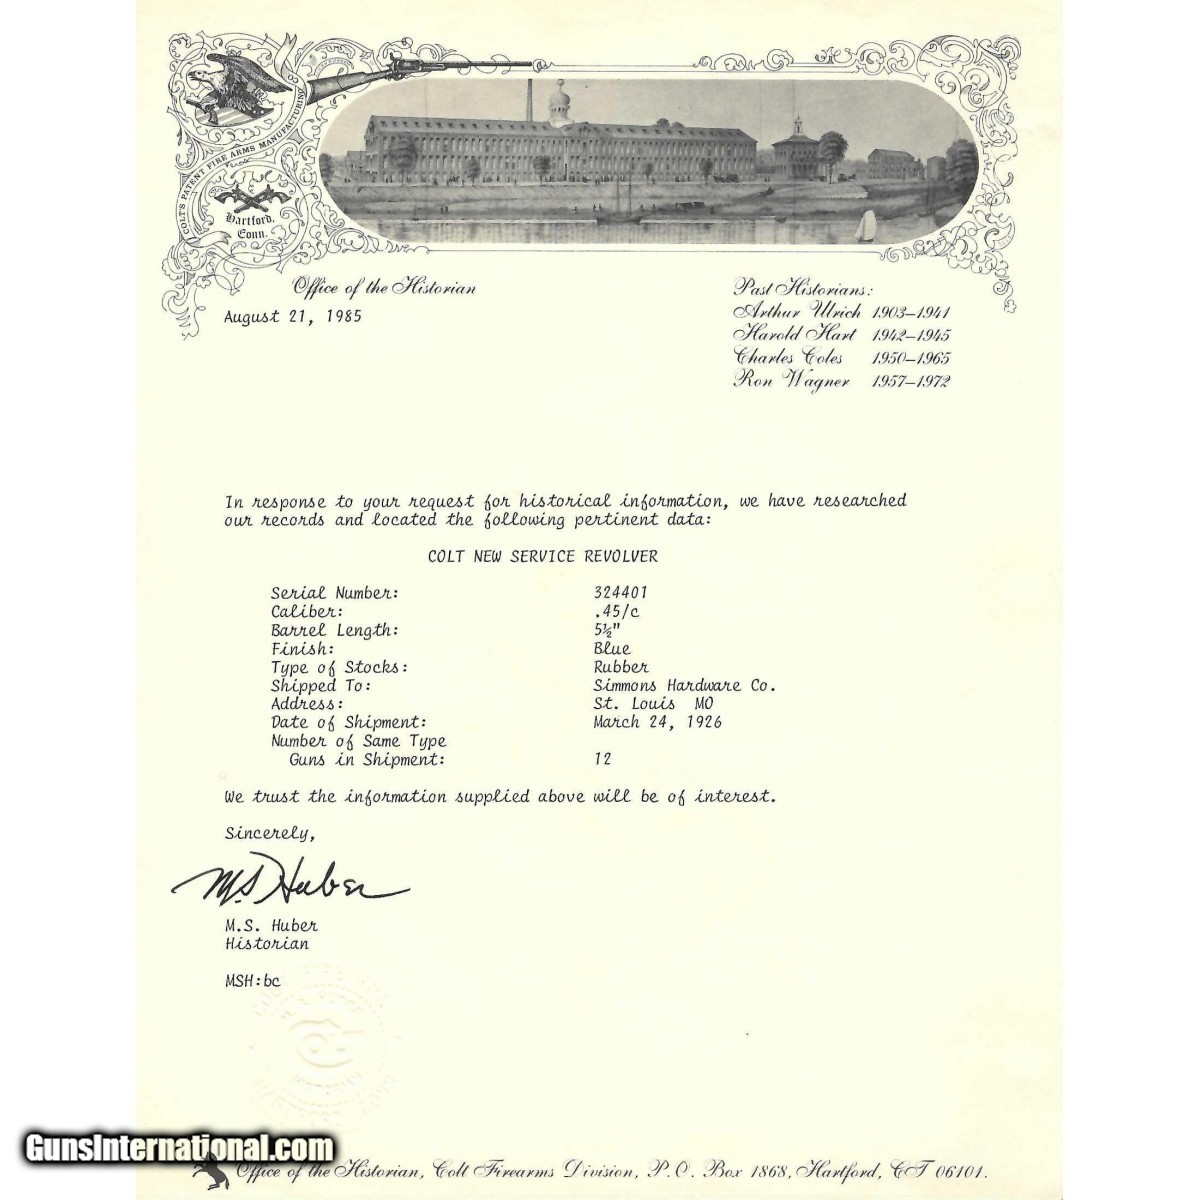 COLT'S PATENT FIRE ARMS MANUFACTURING Co
Hartford,
Conn.
Office of the Historian
August 21, 1985
Past Historians:
Arthur Ulrich 1903–1941
Harold Hart 1942–1945
Charles Coles 1950–1965
Ron Wagner 1957–1972
In response to your request for historical information, we have researched
our records and located the following pertinent data:
COLT NEW SERVICE REVOLVER
Serial Number: 324401
Caliber: .45/c
Barrel Length: 5½"
Finish: Blue
Type of Stocks: Rubber
Shipped To: Simmons Hardware Co.
Address: St. Louis MO
Date of Shipment: March 24, 1926
Number of Same Type
Guns in Shipment: 12
We trust the information supplied above will be of interest.
Sincerely,
M.S. Huber
M.S. Huber
Historian
MSH:bc
GunsInternational.com
Office of the Historian, Colt Firearms Division, P.O. Box 1868, Hartford, CT 06101.